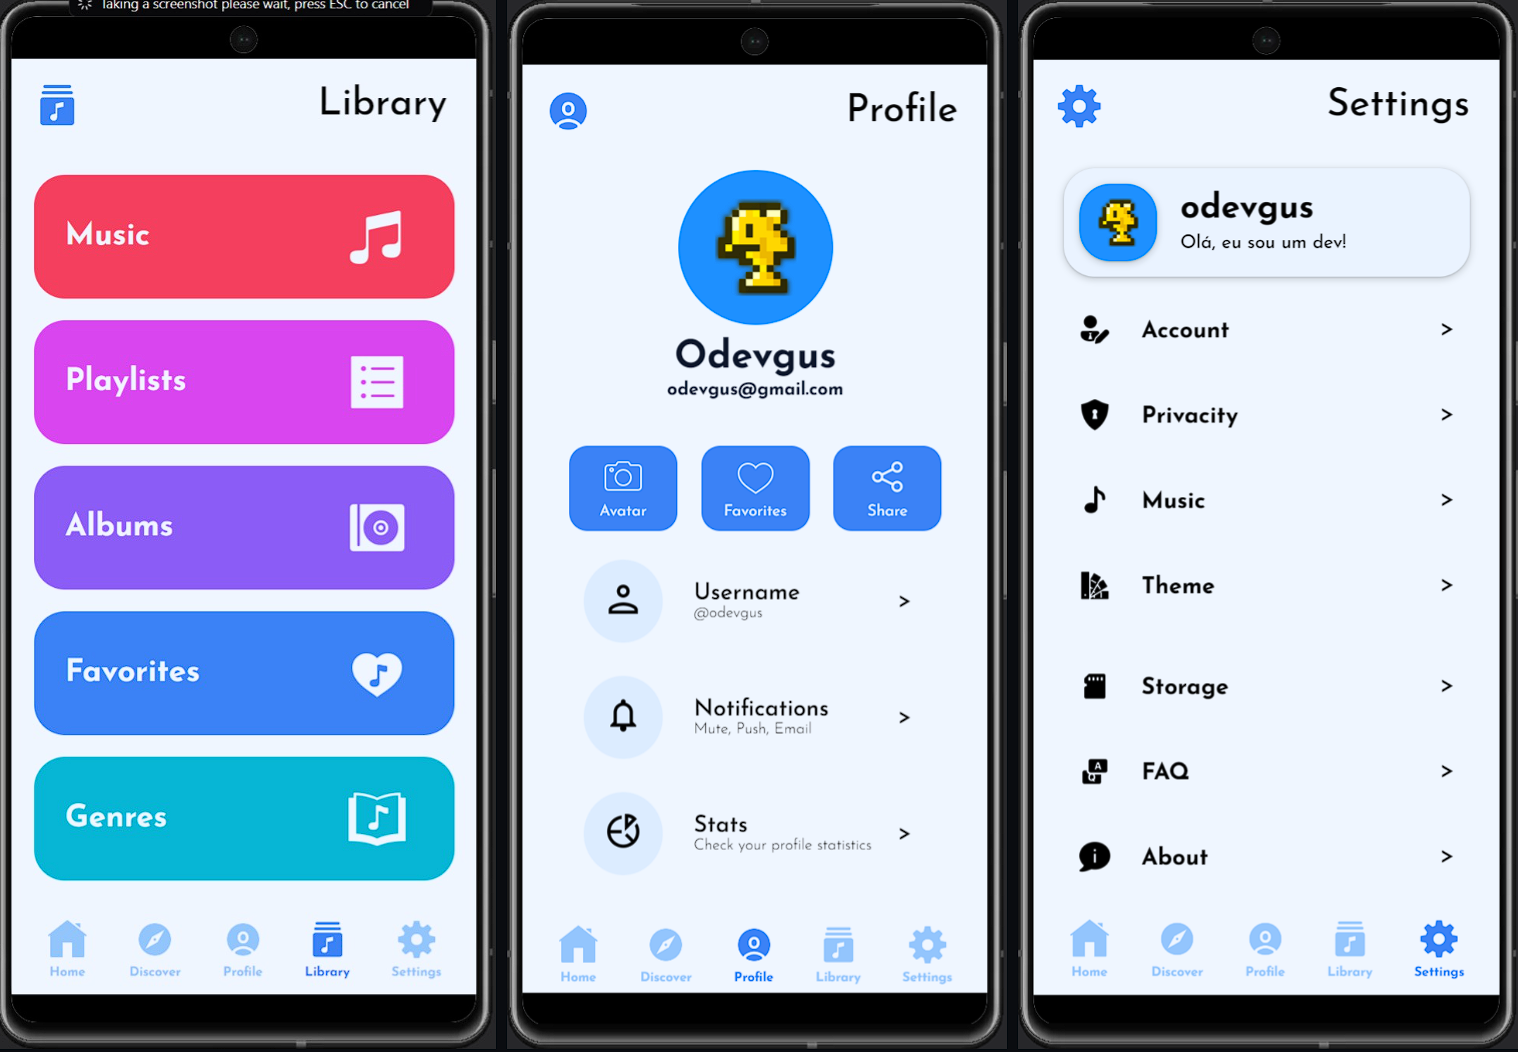 Taking a screenshot please wait, press ESC to cancel
Library
Music
Playlists
Albums
Favorites
Genres
Home
Discover
Profile
Library
Settings
Profile
Odevgus
odevgus@gmail.com
Avatar
Favorites
Share
Username
@odevgus
>
Notifications
Mute, Push, Email
>
Stats
Check your profile statistics
>
Home
Discover
Profile
Library
Settings
Settings
odevgus
Olá, eu sou um dev!
Account >
Privacity >
Music >
Theme >
Storage >
FAQ >
About >
Home
Discover
Profile
Library
Settings